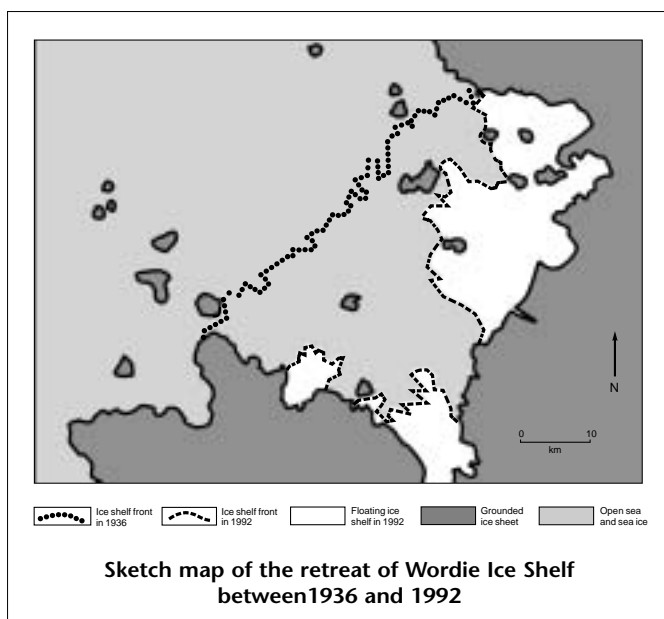 N
0 10
km
Ice shelf front
in 1936
Ice shelf front
in 1992
Floating ice
shelf in 1992
Grounded
ice sheet
Open sea
and sea ice
Sketch map of the retreat of Wordie Ice Shelf
between1936 and 1992